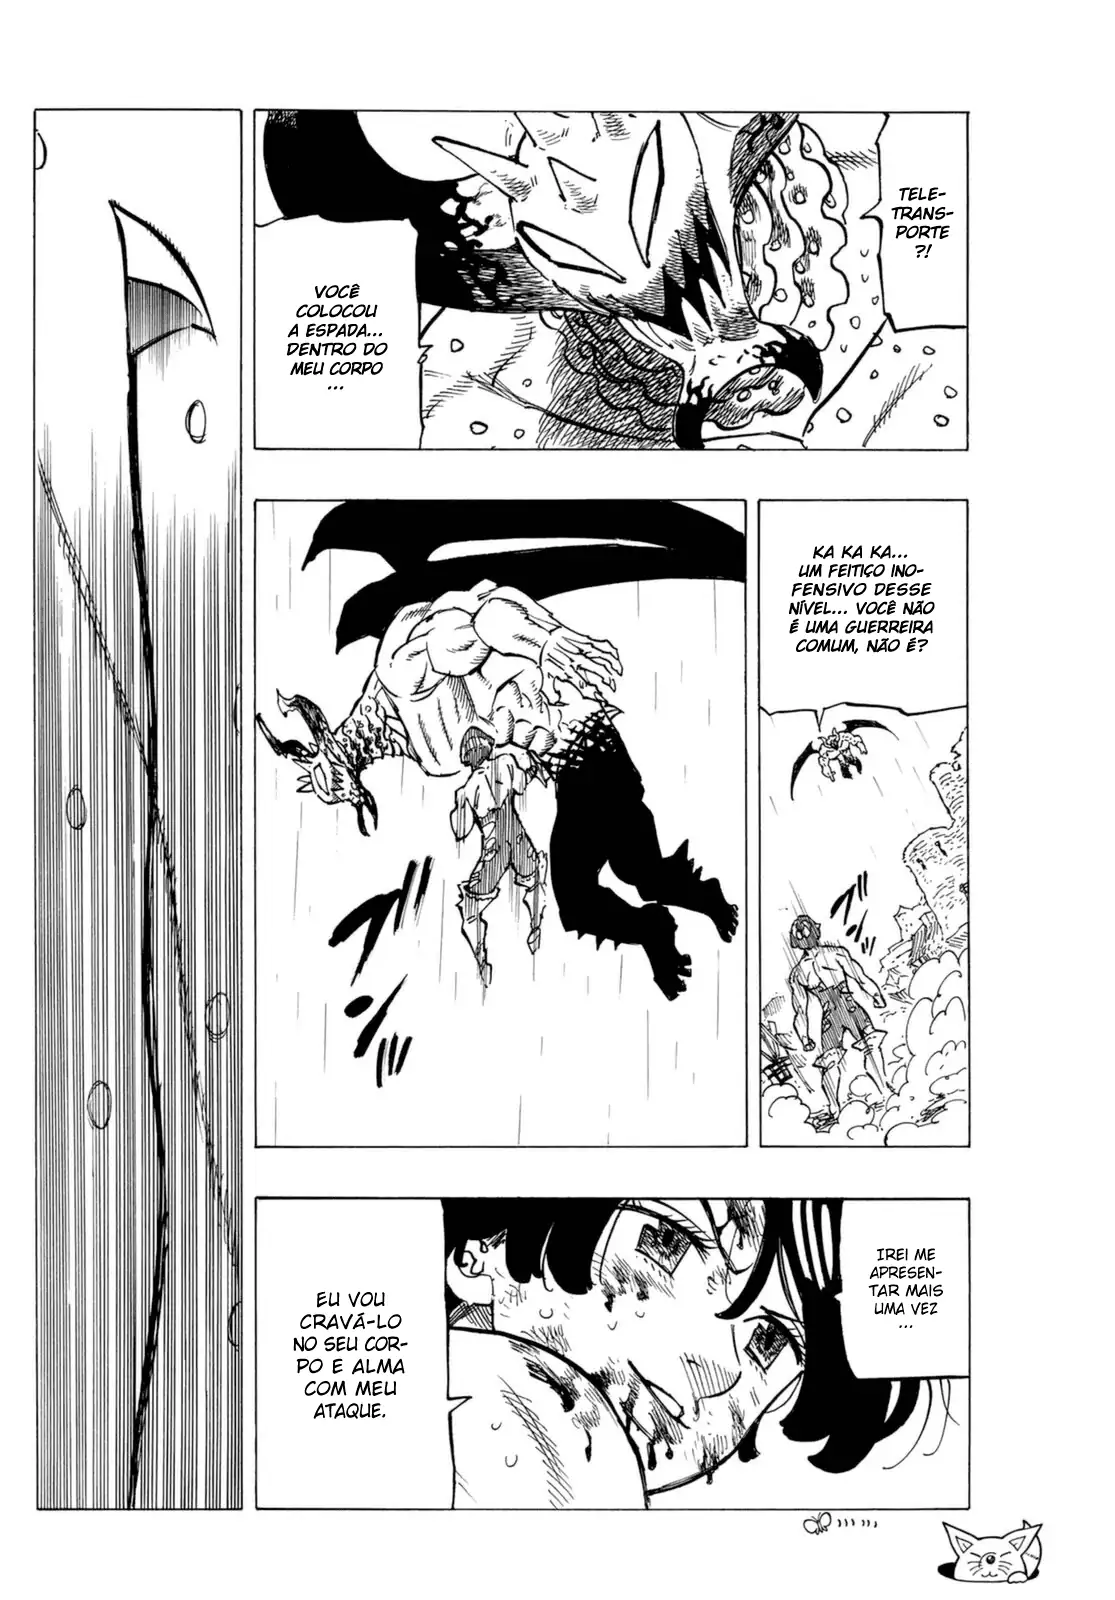 TELE-
TRANS-
PORTE
?!
VOCÊ
COLOCOU
A ESPADA...
DENTRO DO
MEU CORPO
...
KA KA KA...
UM FEITIÇO INO-
FENSIVO DESSE
NÍVEL... VOCÊ NÃO
É UMA GUERREIRA
COMUM, NÃO É?
IREI ME
APRESEN-
TAR MAIS
UMA VEZ
...
EU VOU
CRAVÁ-LO
NO SEU COR-
PO E ALMA
COM MEU
ATAQUE.